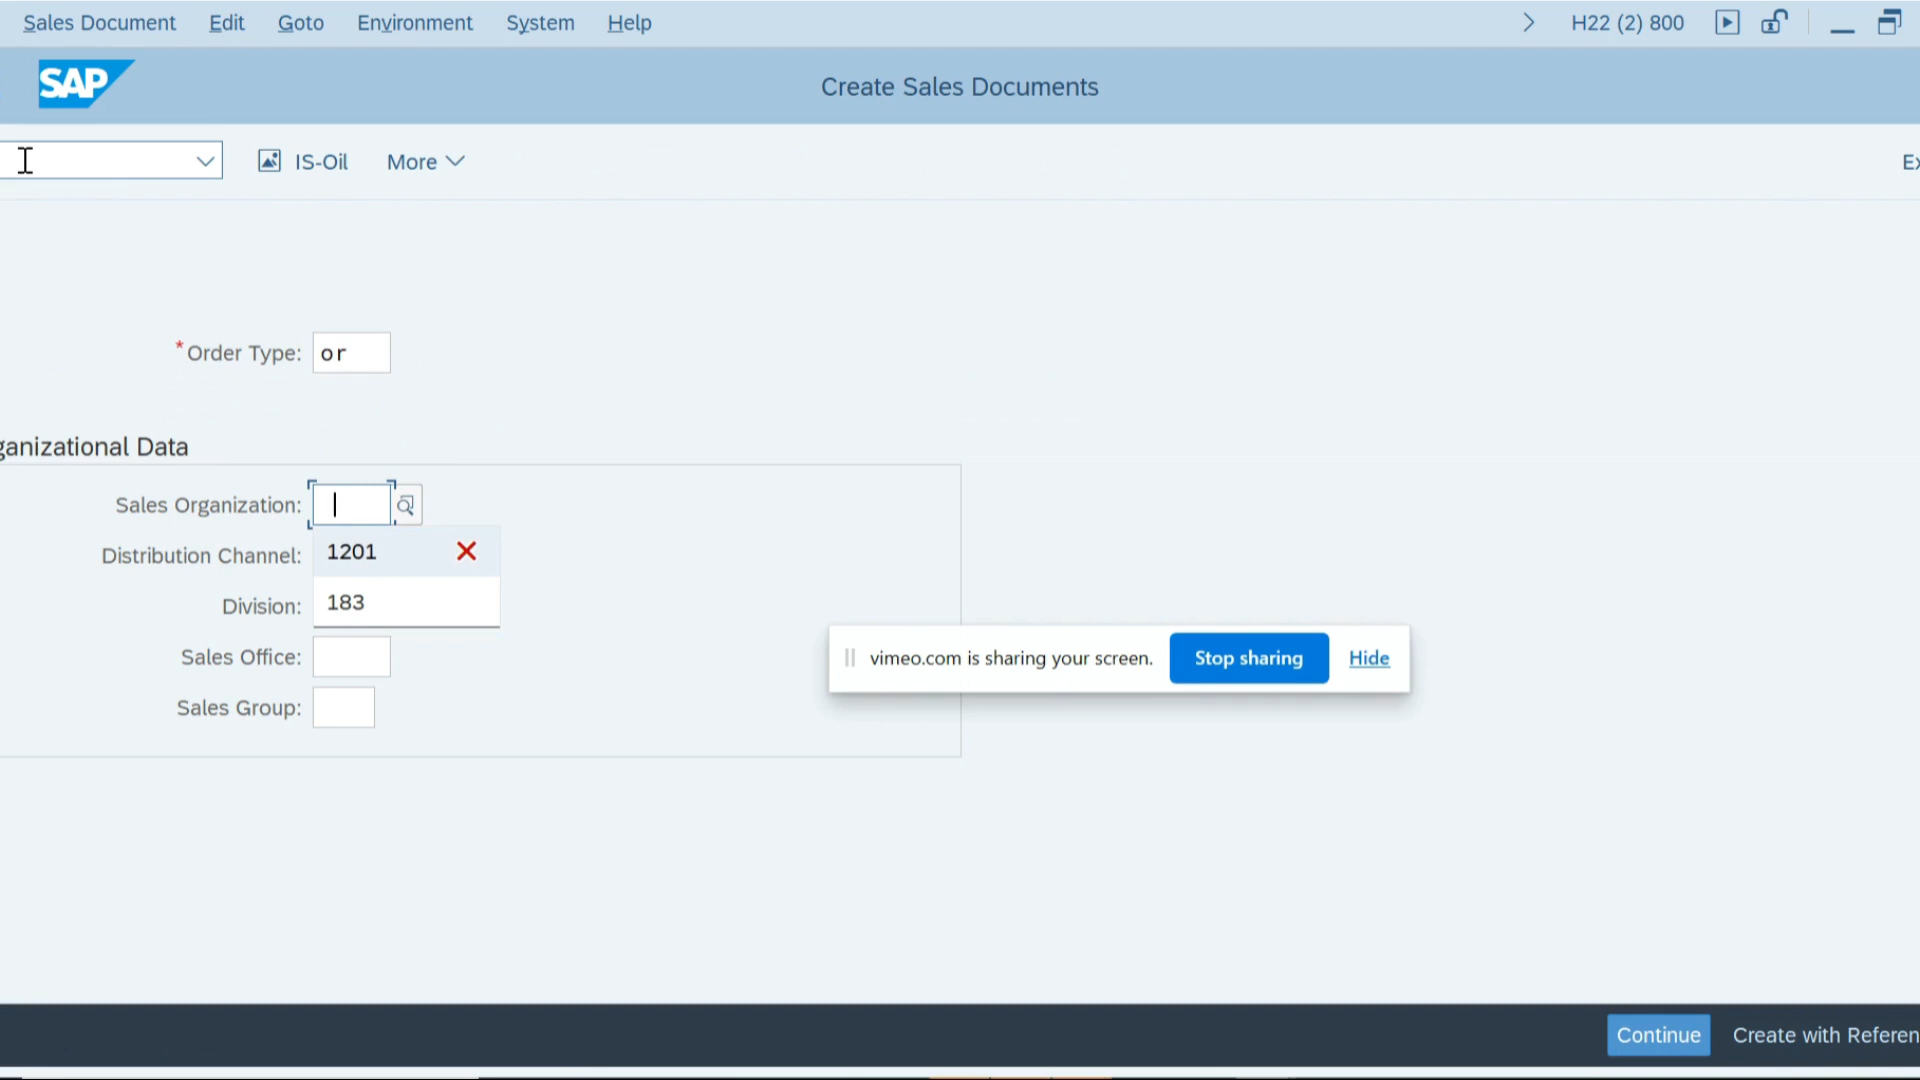 Sales Document Edit Goto Environment System Help H22 (2) 800
SAP Create Sales Documents
IS-Oil More Ex
*Order Type: or
ganizational Data
Sales Organization:
1201
Distribution Channel:
183
Division:
Sales Office:
vimeo.com is sharing your screen. Stop sharing Hide
Sales Group:
Continue Create with Referen